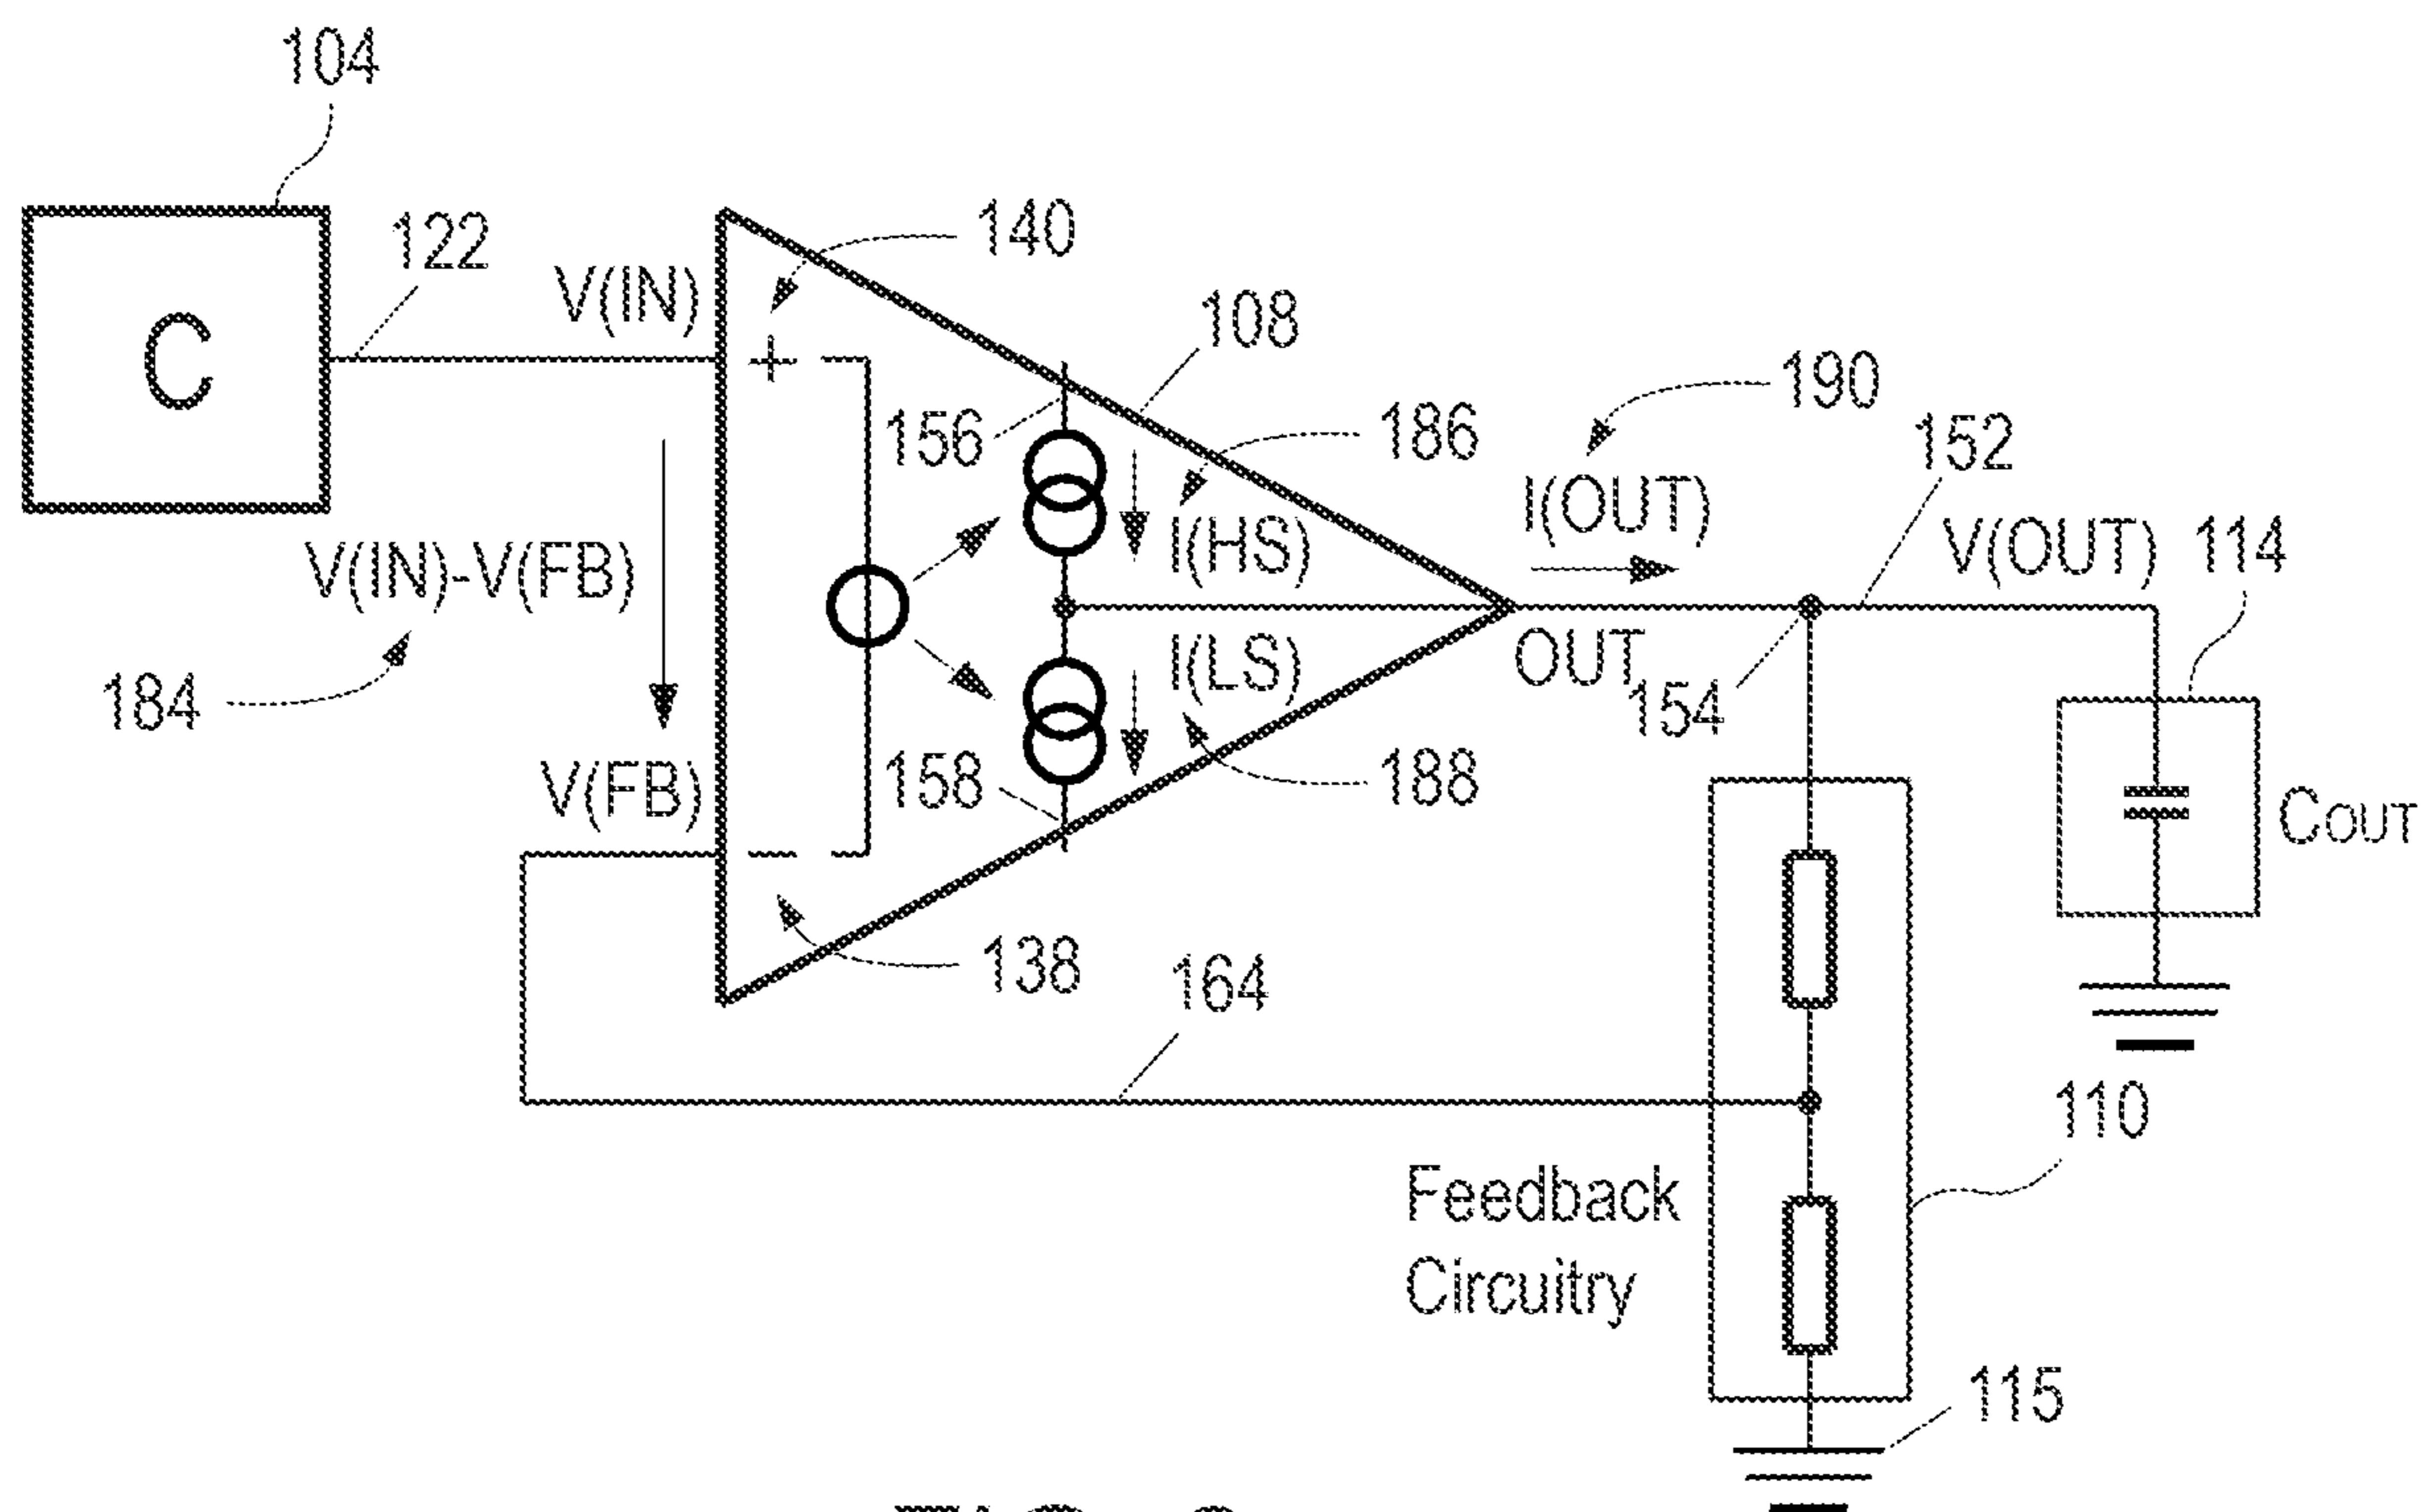 104
122
V(IN)
140
C
+
108
156
186
190
I(OUT)
152
V(OUT)
114
I(HS)
V(IN)-V(FB)
184
OUT
154
I(LS)
188
158
V(FB)
COUT
138
164
110
Feedback
Circuitry
115